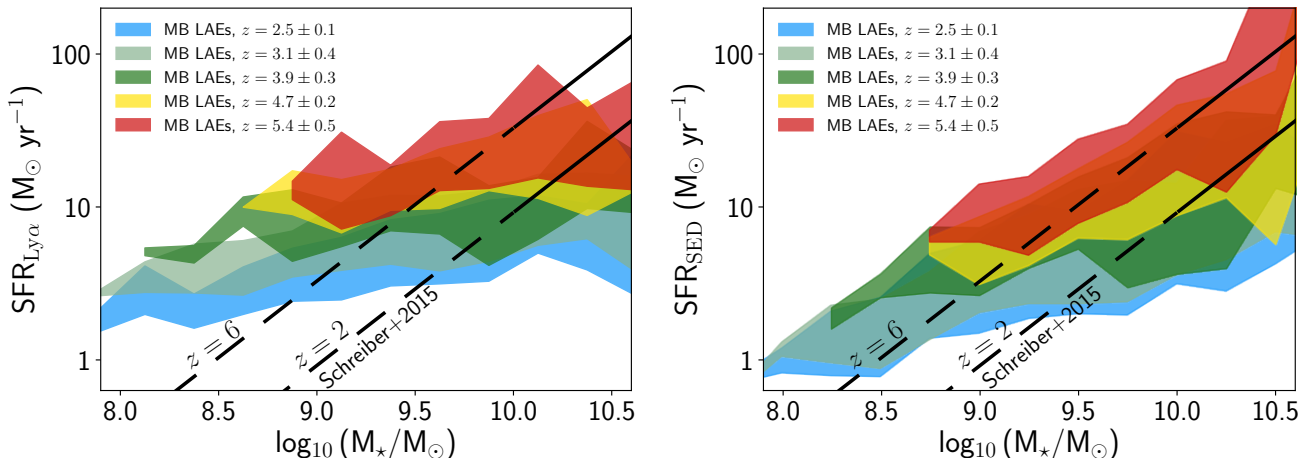 MB LAEs, z = 2.5 ± 0.1
MB LAEs, z = 3.1 ± 0.4
MB LAEs, z = 3.9 ± 0.3
MB LAEs, z = 4.7 ± 0.2
MB LAEs, z = 5.4 ± 0.5
100
10
1
SFR_Lyα (M⊙ yr⁻¹)
z = 6
z = 2
Schreiber+2015
8.0 8.5 9.0 9.5 10.0 10.5
log₁₀ (M⋆/M⊙)
MB LAEs, z = 2.5 ± 0.1
MB LAEs, z = 3.1 ± 0.4
MB LAEs, z = 3.9 ± 0.3
MB LAEs, z = 4.7 ± 0.2
MB LAEs, z = 5.4 ± 0.5
100
10
1
SFR_SED (M⊙ yr⁻¹)
z = 6
z = 2
Schreiber+2015
8.0 8.5 9.0 9.5 10.0 10.5
log₁₀ (M⋆/M⊙)